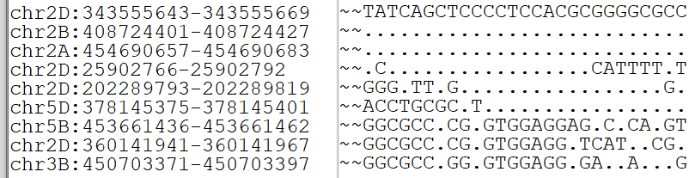 chr2D:343555643-343555669 ~~TATCAGCTCCCCTCCACGCGGGGCGCC
chr2B:408724401-408724427 ~~...........................
chr2A:454690657-454690683 ~~...........................
chr2D:25902766-25902792 ~~.C.................CATTTT.T
chr2D:202289793-202289819 ~~GGG.TT.G.................G.
chr5D:378145375-378145401 ~~ACCTGCGC.T.................
chr5B:453661436-453661462 ~~GGCGCC.CG.GTGGAGGAG.C.CA.GT
chr2D:360141941-360141967 ~~GGCGCC.CG.GTGGAGG.TCAT..CG.
chr3B:450703371-450703397 ~~GGCGCC.GG.GTGGAGG.GA..A...G